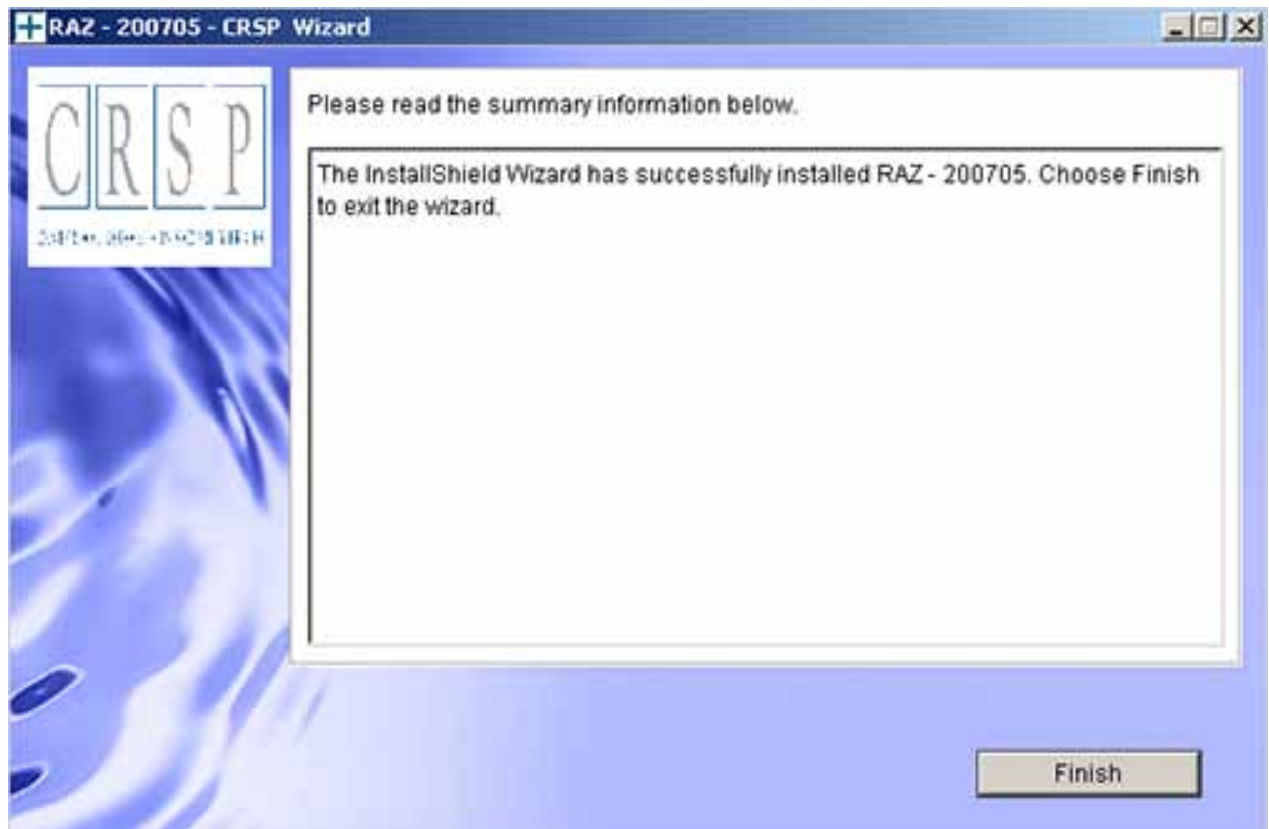 RAZ - 200705 - CRSP Wizard
CRSP
Please read the summary information below.
The InstallShield Wizard has successfully installed RAZ - 200705. Choose Finish
to exit the wizard.
Finish